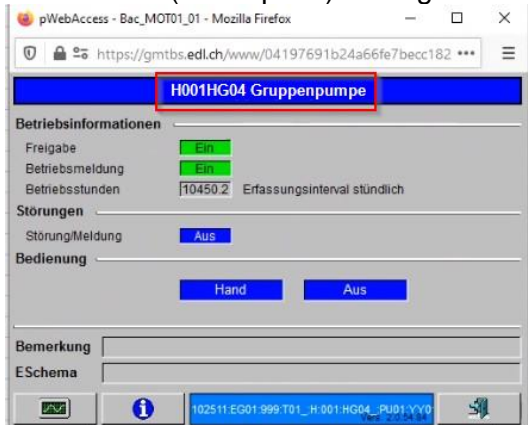 pWebAccess - Bac_MOT01_01 - Mozilla Firefox
https://gmtbs.edl.ch/www/04197691b24a66fe7becc182
H001HG04 Gruppenpumpe
Betriebsinformationen
Freigabe Ein
Betriebsmeldung Ein
Betriebsstunden 10450.2 Erfassungsinterval stündlich
Störungen
Störung/Meldung Aus
Bedienung
Hand Aus
Bemerkung
ESchema
102511:EG01:999:T01_:H:001:HG04_:PU01:YY0